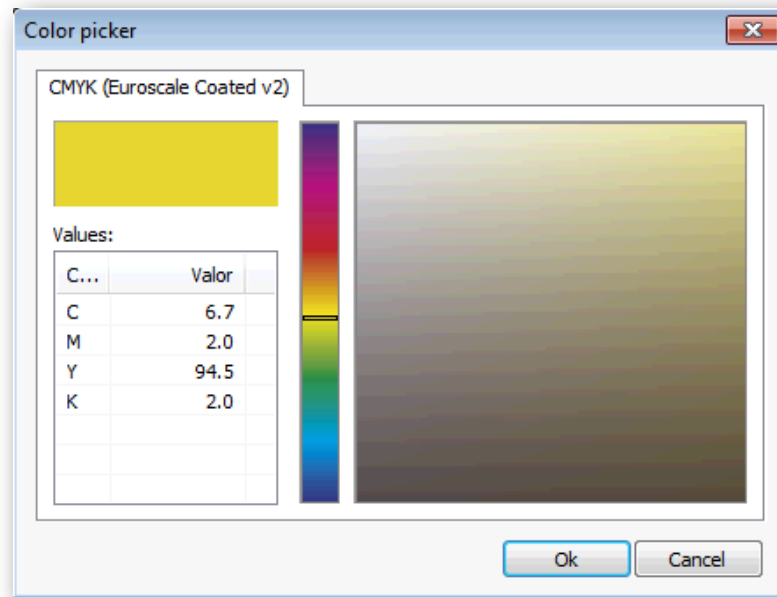 Color picker
CMYK (Euroscale Coated v2)
Values:
C... Valor
C 6.7
M 2.0
Y 94.5
K 2.0
Ok Cancel